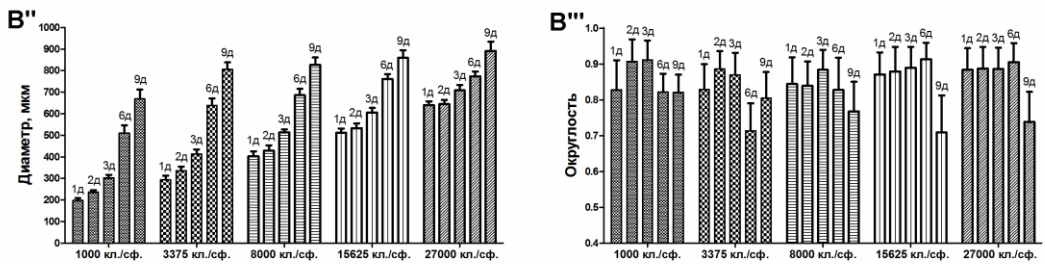 В''
Диаметр, мкм
1000
900
800
700
600
500
400
300
200
100
0
1д 2д 3д 6д 9д
1д 2д 3д 6д 9д
1д 2д 3д 6д 9д
1д 2д 3д 6д 9д
1д 2д 3д 6д 9д
1000 кл./сф. 3375 кл./сф. 8000 кл./сф. 15625 кл./сф. 27000 кл./сф.
В'''
Округлость
1.0
0.9
0.8
0.7
0.6
0.5
0.4
1д 2д 3д 6д 9д
1д 2д 3д 6д 9д
1д 2д 3д 6д 9д
1д 2д 3д 6д 9д
1д 2д 3д 6д 9д
1000 кл./сф. 3375 кл./сф. 8000 кл./сф. 15625 кл./сф. 27000 кл./сф.